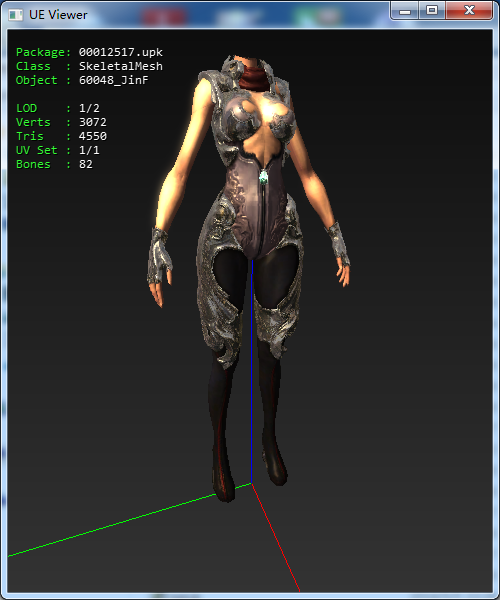 UE Viewer
Package: 00012517.upk
Class : SkeletalMesh
Object : 60048_JinF
LOD : 1/2
Verts : 3072
Tris : 4550
UV Set : 1/1
Bones : 82